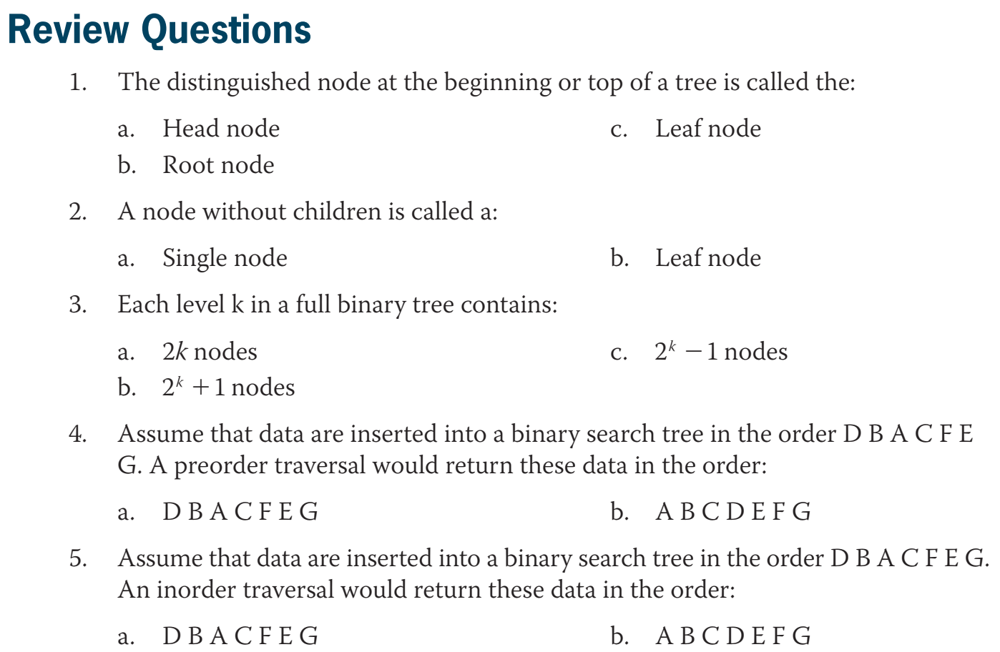 Review Questions
1. The distinguished node at the beginning or top of a tree is called the:
a. Head node
b. Root node
c. Leaf node
2. A node without children is called a:
a. Single node
b. Leaf node
3. Each level k in a full binary tree contains:
a. 2k nodes
b. 2^k + 1 nodes
c. 2^k − 1 nodes
4. Assume that data are inserted into a binary search tree in the order D B A C F E
G. A preorder traversal would return these data in the order:
a. D B A C F E G
b. A B C D E F G
5. Assume that data are inserted into a binary search tree in the order D B A C F E G.
An inorder traversal would return these data in the order:
a. D B A C F E G
b. A B C D E F G